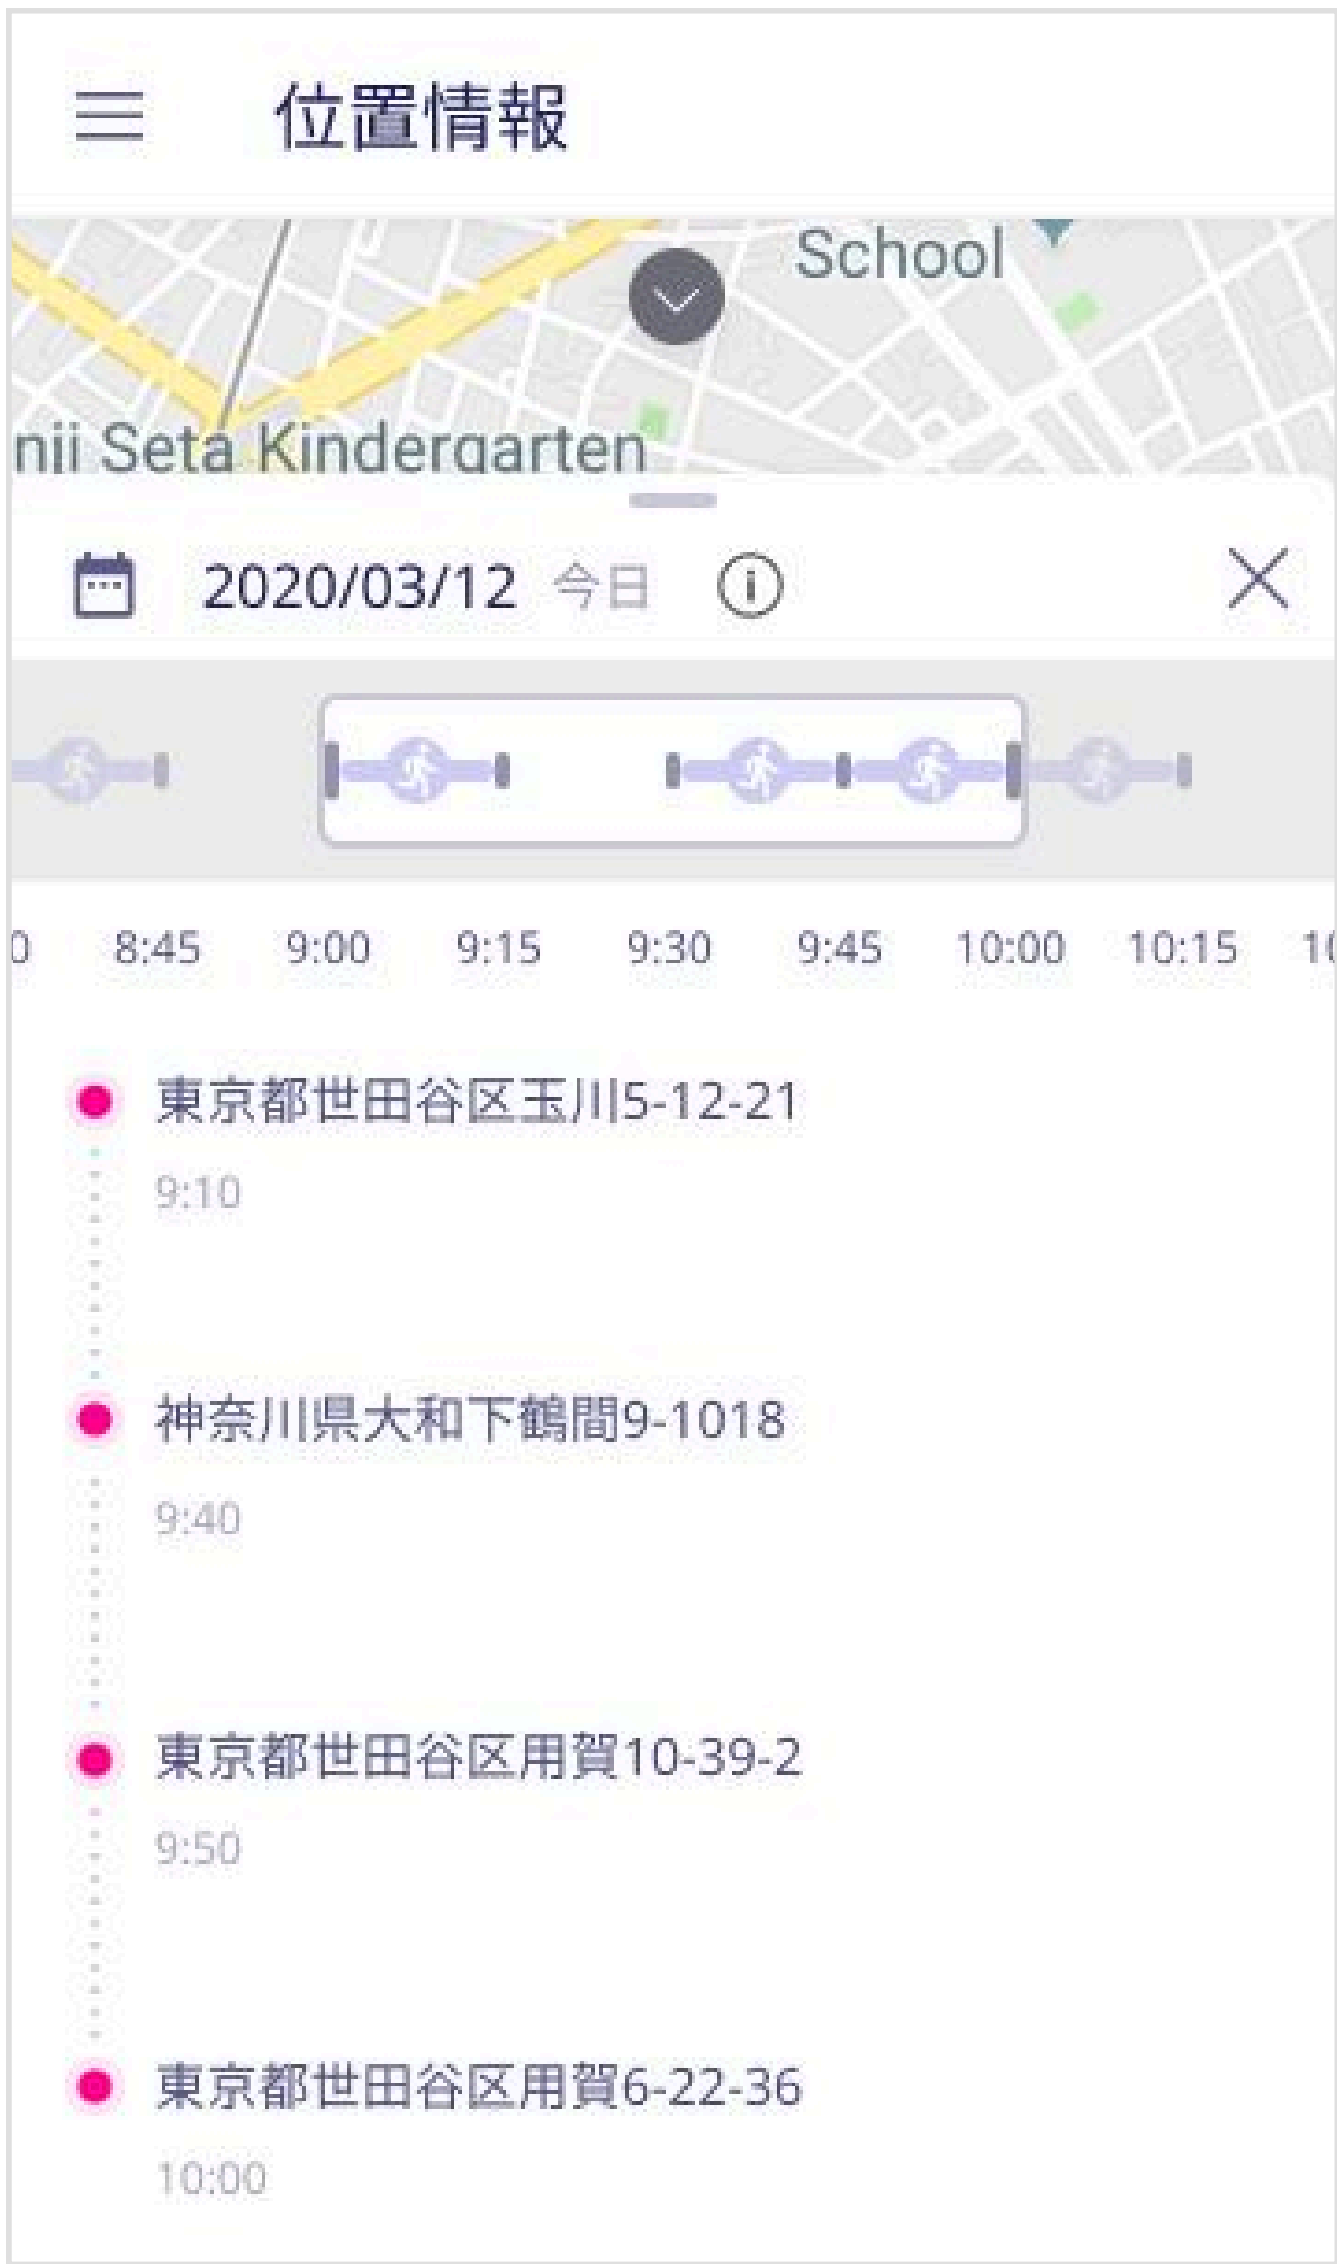 位置情報
School
nji Seta Kindergarten
2020/03/12 今日
0 8:45 9:00 9:15 9:30 9:45 10:00 10:15 10
東京都世田谷区玉川5-12-21
9:10
神奈川県大和下鶴間9-1018
9:40
東京都世田谷区用賀10-39-2
9:50
東京都世田谷区用賀6-22-36
10:00